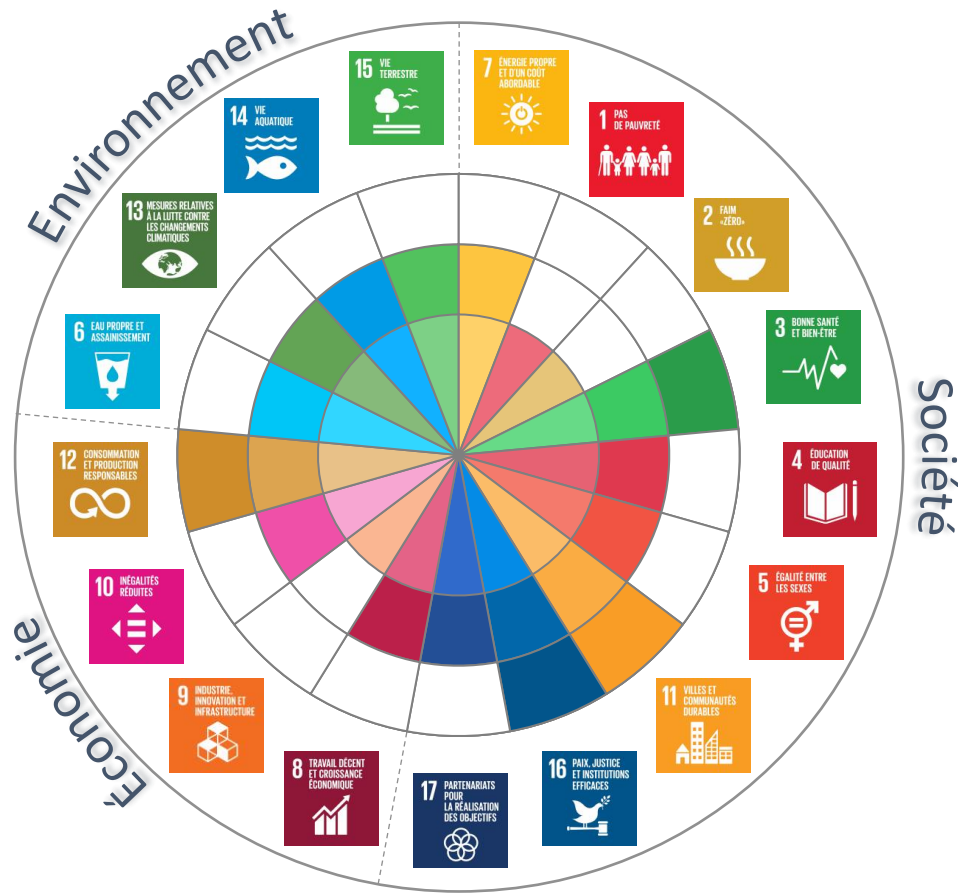 Environnement
15 VIE
TERRESTRE
7 ÉNERGIE PROPRE
ET D'UN COÛT
ABORDABLE
14 VIE
AQUATIQUE
1 PAS
DE PAUVRETÉ
13 MESURES RELATIVES
À LA LUTTE CONTRE
LES CHANGEMENTS
CLIMATIQUES
2 FAIM
«ZÉRO»
6 EAU PROPRE ET
ASSAINISSEMENT
3 BONNE SANTÉ
ET BIEN-ÊTRE
Société
12 CONSOMMATION
ET PRODUCTION
RESPONSABLES
4 ÉDUCATION
DE QUALITÉ
10 INÉGALITÉS
RÉDUITES
5 ÉGALITÉ ENTRE
LES SEXES
Économie
9 INDUSTRIE,
INNOVATION ET
INFRASTRUCTURE
11 VILLES ET
COMMUNAUTÉS
DURABLES
8 TRAVAIL DÉCENT
ET CROISSANCE
ÉCONOMIQUE
17 PARTENARIATS
POUR
LA RÉALISATION
DES OBJECTIFS
16 PAIX, JUSTICE
ET INSTITUTIONS
EFFICACES